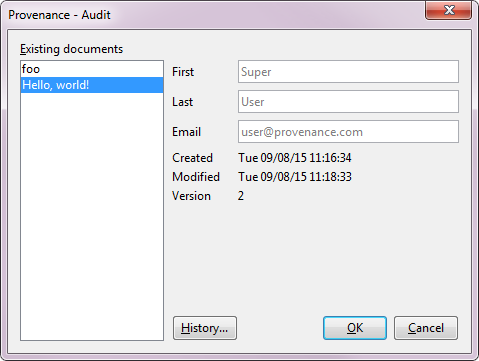 Provenance - Audit
Existing documents
foo
Hello, world!
First Super
Last User
Email user@provenance.com
Created Tue 09/08/15 11:16:34
Modified Tue 09/08/15 11:18:33
Version 2
History... OK Cancel